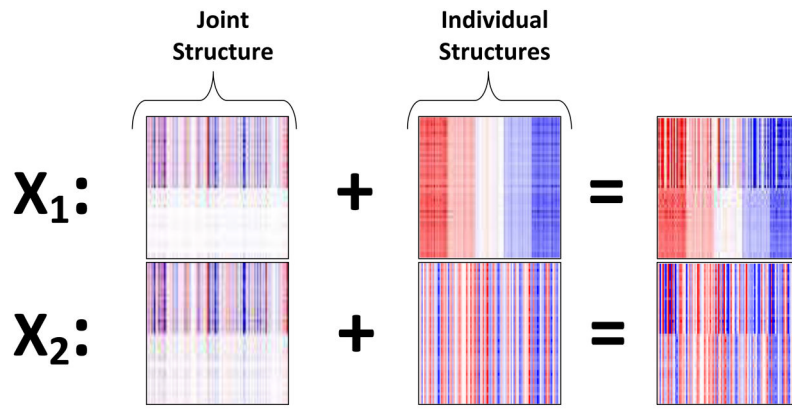 Joint Structure
Individual Structures
X₁: + =
X₂: + =